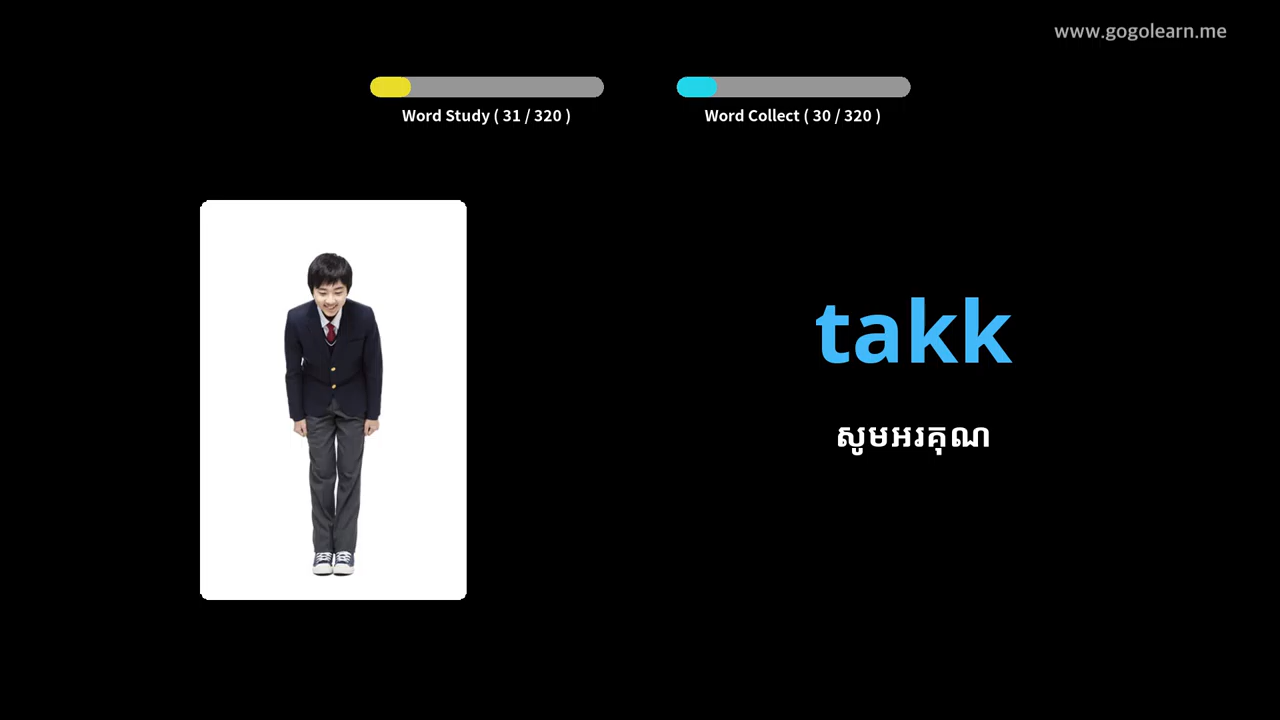 www.gogolearn.me
Word Study ( 31 / 320 )
Word Collect ( 30 / 320 )
takk
សូមអរគុណ